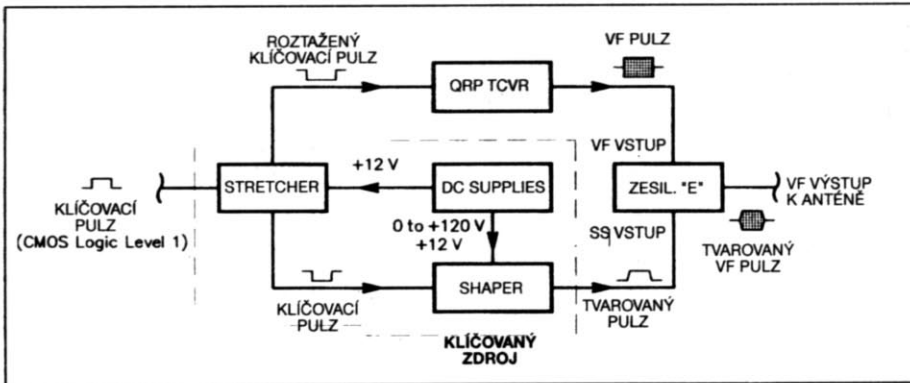 ROZTAŽENÝ
KLÍČOVACÍ PULZ
VF PULZ
QRP TCVR
VF VSTUP
+12 V
STRETCHER
DC SUPPLIES
ZESIL. "E"
VF VÝSTUP
K ANTÉNĚ
KLÍČOVACÍ
PULZ
(CMOS Logic Level 1)
0 to +120 V
+12 V
SS VSTUP
TVAROVANÝ
VF PULZ
SHAPER
KLÍČOVACÍ
PULZ
TVAROVANÝ
PULZ
KLÍČOVANÝ
ZDROJ